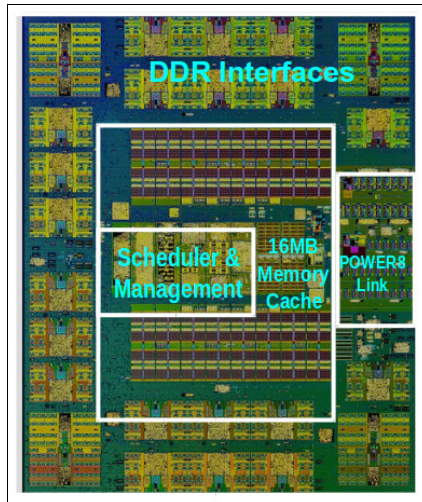 DDR Interfaces
Scheduler &
Management
16MB
Memory
Cache
POWER8
Link